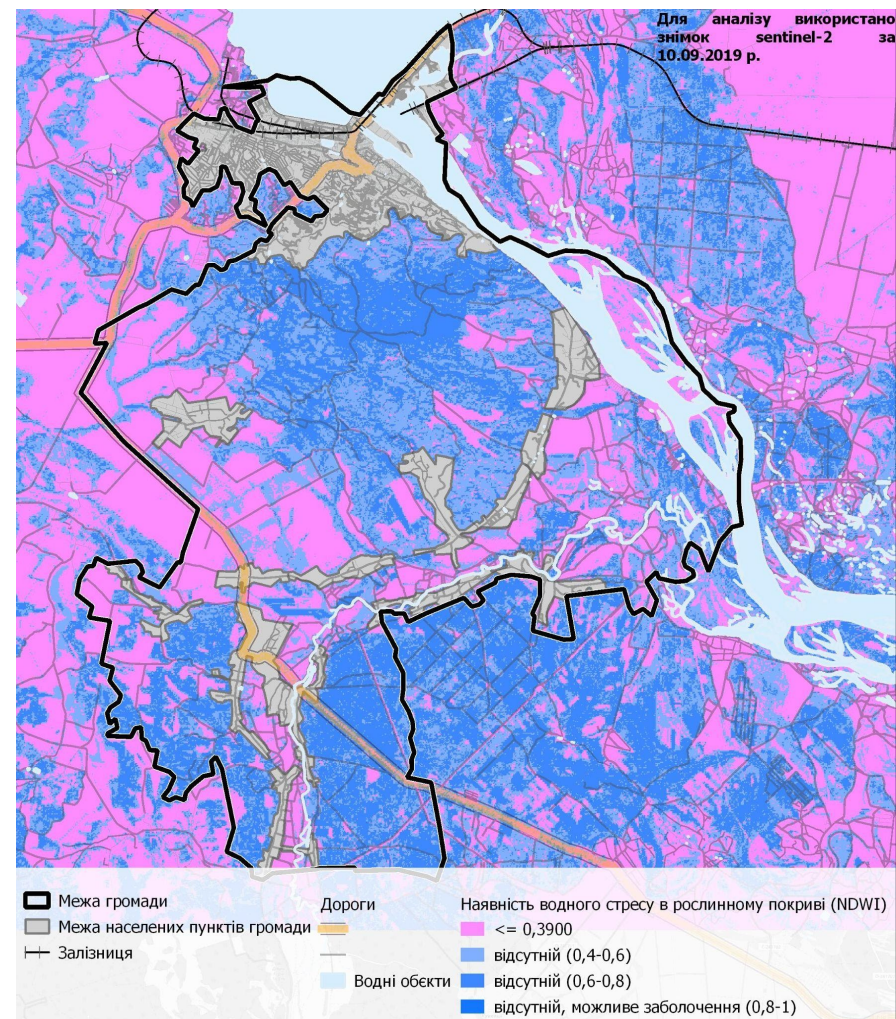 Для аналізу використано
знімок sentinel-2 за
10.09.2019 р.
Межа громади
Межа населених пунктів громади
Залізниця
Дороги
Водні обєкти
Наявність водного стресу в рослинному покриві (NDWI)
<= 0,3900
відсутній (0,4-0,6)
відсутній (0,6-0,8)
відсутній, можливе заболочення (0,8-1)